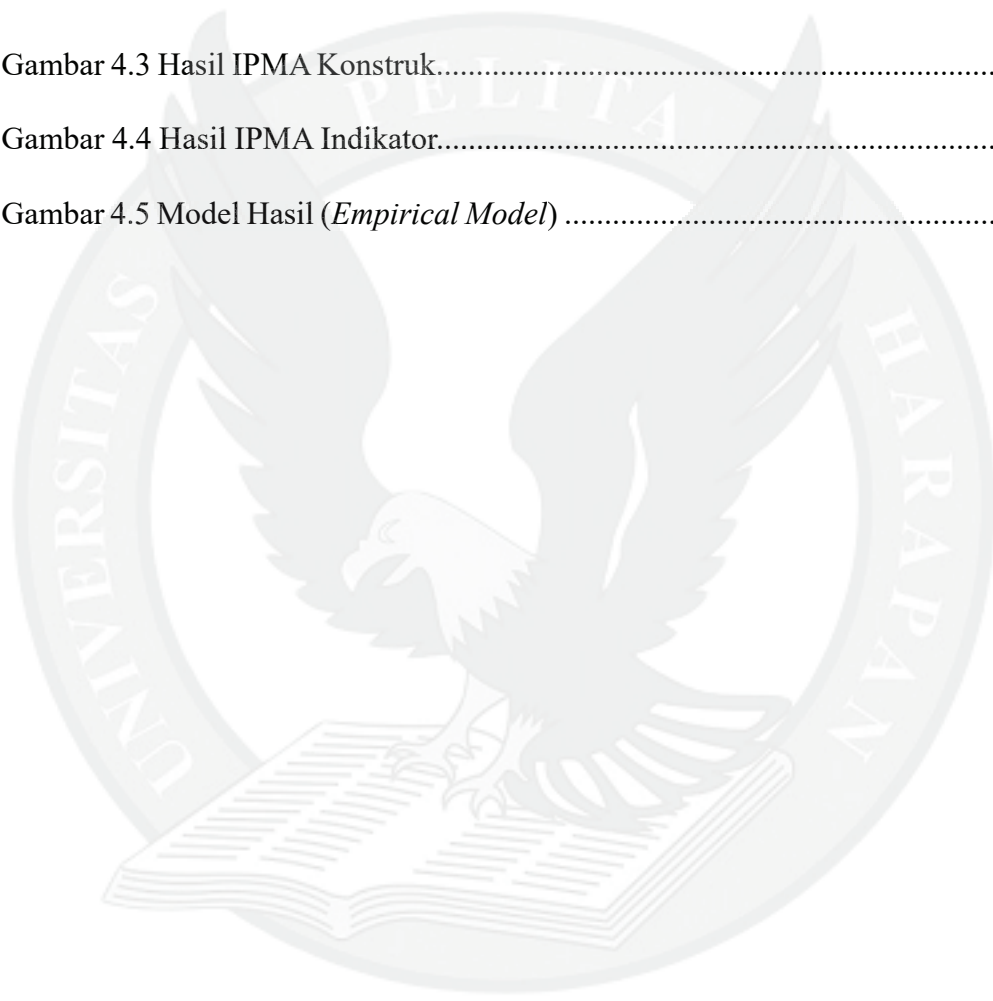 Gambar 4.3 Hasil IPMA Konstruk..........................................................................................
Gambar 4.4 Hasil IPMA Indikator..........................................................................................
Gambar 4.5 Model Hasil (Empirical Model) ......................................................................
UNIVERSITAS PELITA HARAPAN